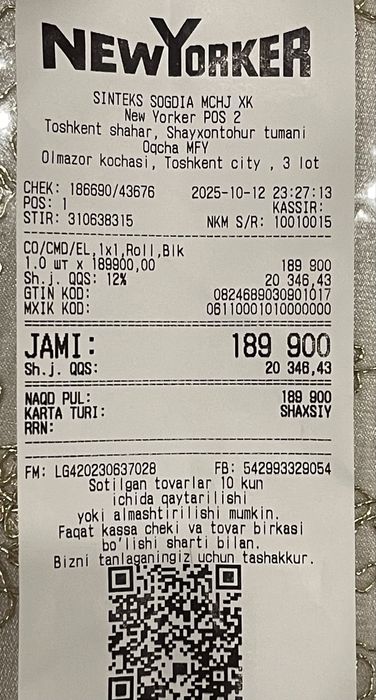 NEWYORKER
SINTEKS SOGDIA MCHJ XK
New Yorker POS 2
Toshkent shahar, Shayxontohur tumani
Oqcha MFY
Olmazor kochasi, Toshkent city , 3 lot
CHEK: 186690/43676 2025-10-12 23:27:13
POS: 1 KASSIR:
STIR: 310638315 NKM S/R: 10010015
CO/CMD/EL,1x1,Roll,Blk
1.0 шт x 189900,00 189 900
Sh.j. QQS: 12% 20 346,43
GTIN KOD: 0824689030901017
MXIK KOD: 06110001010000000
JAMI: 189 900
Sh.j. QQS: 20 346,43
NAQD PUL: 189 900
KARTA TURI: SHAXSIY
RRN:
FM: LG420230637028 FB: 542993329054
Sotilgan tovarlar 10 kun
ichida qaytarilishi
yoki almashtirilishi mumkin.
Faqat kassa cheki va tovar birkasi
bo'lishi sharti bilan.
Bizni tanlaganingiz uchun tashakkur.